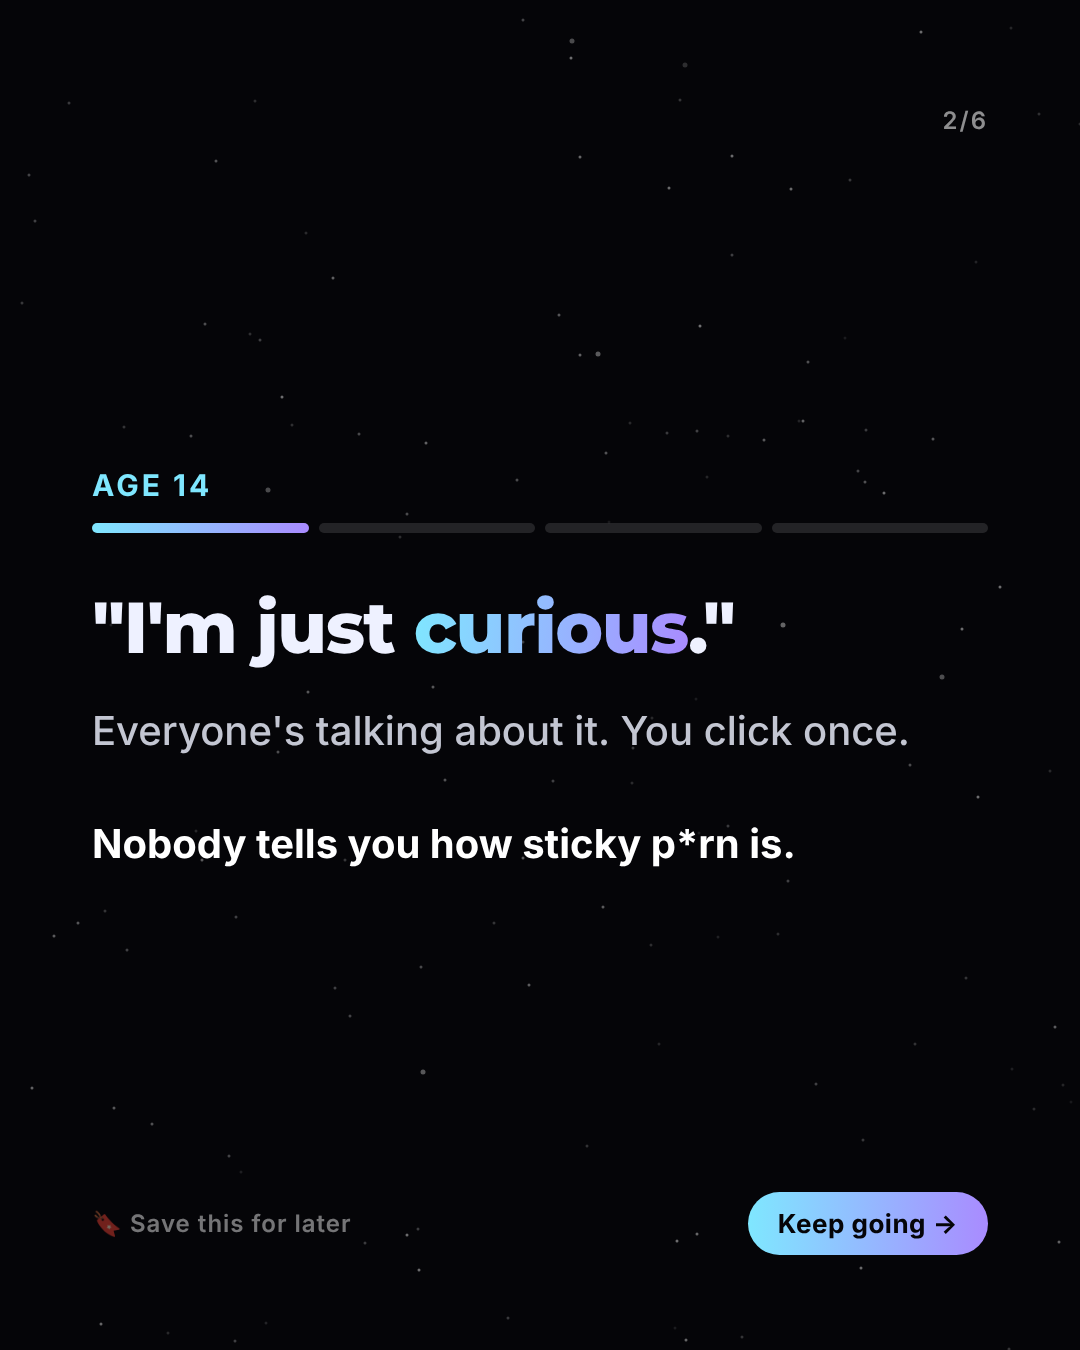 2/6
AGE 14
"I'm just curious."
Everyone's talking about it. You click once.
Nobody tells you how sticky p*rn is.
🔖 Save this for later
Keep going →